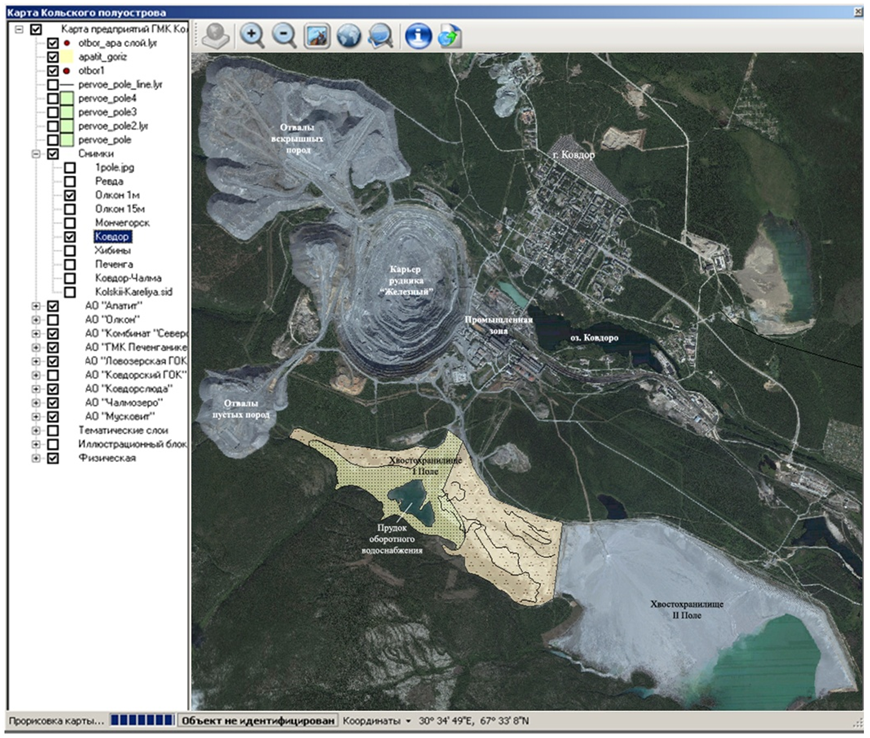 Карта Кольского полуострова
Карта предприятий ГМК Кол
otbor_apa слой.lyr
apatit_goriz
otbor1
pervoe_pole_line.lyr
pervoe_pole4
pervoe_pole3
pervoe_pole2.lyr
pervoe_pole
Снимки
1pole.jpg
Ревда
Олкон 1м
Олкон 15м
Мончегорск
Ковдор
Хибины
Печенга
Ковдор-Чалма
Kolskii-Kareliya.sid
АО "Апатит"
АО "Олкон"
АО "Комбинат "Северо
АО "ГМК Печенганике
АО "Ловозерская ГОК"
АО "Ковдорский ГОК"
АО "Ковдорслюда"
АО "Чалмозеро"
АО "Мусковит"
Тематические слои
Иллюстрационный блок
Физическая
Отвалы
вскрышных
пород
г. Ковдор
Карьер
рудника
"Железный"
Промышленная
зона
оз. Ковдоро
Отвалы
пустых пород
Хвостохранилище
I Поле
Прудок
оборотного
водоснабжения
Хвостохранилище
II Поле
Прорисовка карты...
Объект не идентифицирован
Координаты
30° 34' 49"E, 67° 33' 8"N